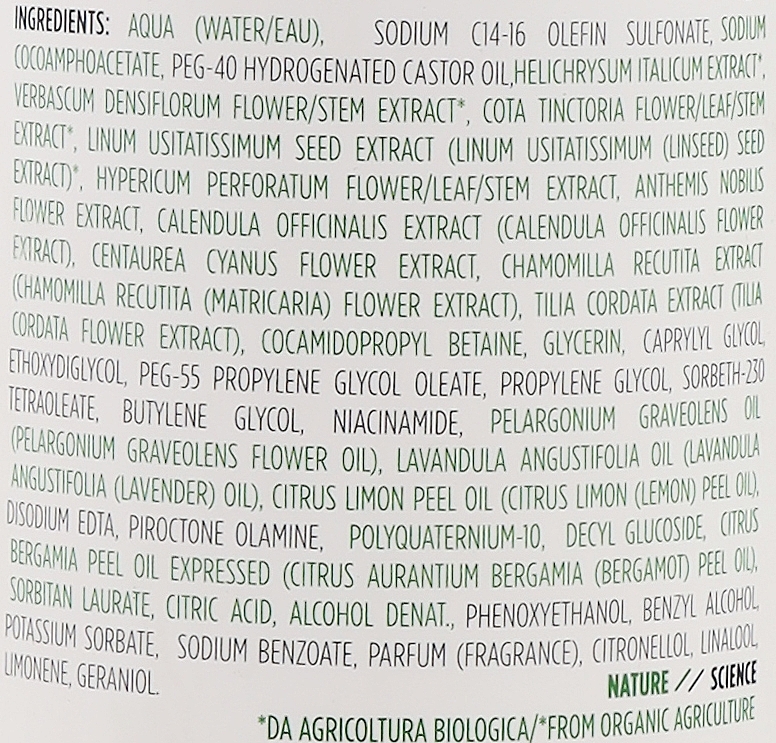 INGREDIENTS: AQUA (WATER/EAU), SODIUM C14-16 OLEFIN SULFONATE, SODIUM
COCOAMPHOACETATE, PEG-40 HYDROGENATED CASTOR OIL, HELICHRYSUM ITALICUM EXTRACT*,
VERBASCUM DENSIFLORUM FLOWER/STEM EXTRACT*, COTA TINCTORIA FLOWER/LEAF/STEM
EXTRACT*, LINUM USITATISSIMUM SEED EXTRACT (LINUM USITATISSIMUM (LINSEED) SEED
EXTRACT)*, HYPERICUM PERFORATUM FLOWER/LEAF/STEM EXTRACT, ANTHEMIS NOBILIS
FLOWER EXTRACT, CALENDULA OFFICINALIS EXTRACT (CALENDULA OFFICINALIS FLOWER
EXTRACT), CENTAUREA CYANUS FLOWER EXTRACT, CHAMOMILLA RECUTITA EXTRACT
(CHAMOMILLA RECUTITA (MATRICARIA) FLOWER EXTRACT), TILIA CORDATA EXTRACT (TILIA
CORDATA FLOWER EXTRACT), COCAMIDOPROPYL BETAINE, GLYCERIN, CAPRYLYL GLYCOL,
ETHOXYDIGLYCOL, PEG-55 PROPYLENE GLYCOL OLEATE, PROPYLENE GLYCOL, SORBETH-230
TETRAOLEATE, BUTYLENE GLYCOL, NIACINAMIDE, PELARGONIUM GRAVEOLENS OIL
(PELARGONIUM GRAVEOLENS FLOWER OIL), LAVANDULA ANGUSTIFOLIA OIL (LAVANDULA
ANGUSTIFOLIA (LAVENDER) OIL), CITRUS LIMON PEEL OIL (CITRUS LIMON (LEMON) PEEL OIL),
DISODIUM EDTA, PIROCTONE OLAMINE, POLYQUATERNIUM-10, DECYL GLUCOSIDE, CITRUS
BERGAMIA PEEL OIL EXPRESSED (CITRUS AURANTIUM BERGAMIA (BERGAMOT) PEEL OIL),
SORBITAN LAURATE, CITRIC ACID, ALCOHOL DENAT., PHENOXYETHANOL, BENZYL ALCOHOL,
POTASSIUM SORBATE, SODIUM BENZOATE, PARFUM (FRAGRANCE), CITRONELLOL, LINALOOL,
LIMONENE, GERANIOL.
NATURE // SCIENCE
*DA AGRICOLTURA BIOLOGICA/*FROM ORGANIC AGRICULTURE